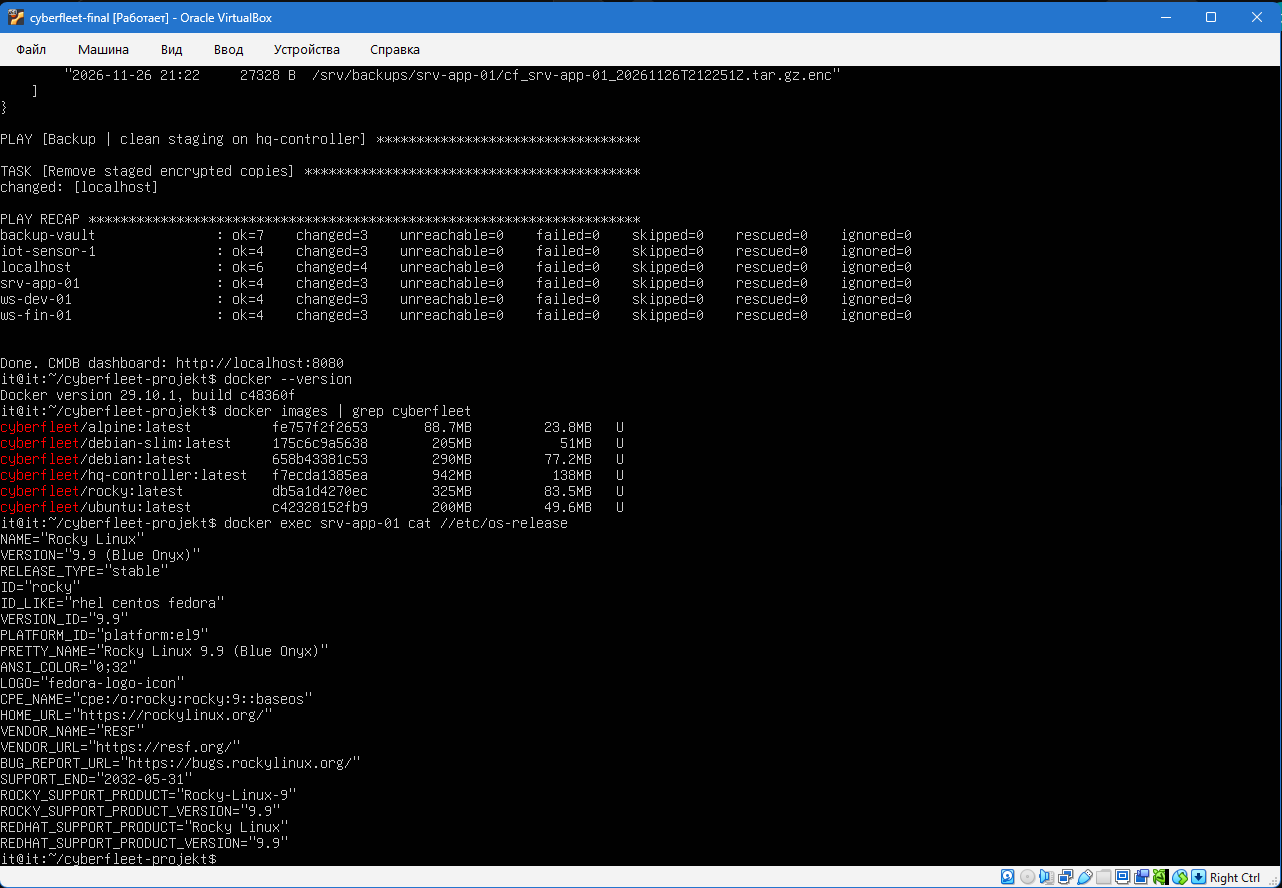 cyberfleet-final [Работает] - Oracle VirtualBox
Файл Машина Вид Ввод Устройства Справка
"2026-11-26 21:22     27328 B  /srv/backups/srv-app-01/cf_srv-app-01_20261126T212251Z.tar.gz.enc"
    ]
}
PLAY [Backup | clean staging on hq-controller] *********************************
TASK [Remove staged encrypted copies] ******************************************
changed: [localhost]
PLAY RECAP *********************************************************************
backup-vault               : ok=7    changed=3    unreachable=0    failed=0    skipped=0    rescued=0    ignored=0
iot-sensor-1               : ok=4    changed=3    unreachable=0    failed=0    skipped=0    rescued=0    ignored=0
localhost                  : ok=6    changed=4    unreachable=0    failed=0    skipped=0    rescued=0    ignored=0
srv-app-01                 : ok=4    changed=3    unreachable=0    failed=0    skipped=0    rescued=0    ignored=0
ws-dev-01                  : ok=4    changed=3    unreachable=0    failed=0    skipped=0    rescued=0    ignored=0
ws-fin-01                  : ok=4    changed=3    unreachable=0    failed=0    skipped=0    rescued=0    ignored=0
Done. CMDB dashboard: http://localhost:8080
it@it:~/cyberfleet-projekt$ docker --version
Docker version 29.10.1, build c48360f
it@it:~/cyberfleet-projekt$ docker images | grep cyberfleet
cyberfleet/alpine:latest          fe757f2f2653       88.7MB         23.8MB   U
cyberfleet/debian-slim:latest     175c6c9a5638        205MB           51MB   U
cyberfleet/debian:latest          658b43381c53        290MB         77.2MB   U
cyberfleet/hq-controller:latest   f7ecda1385ea        942MB          138MB   U
cyberfleet/rocky:latest           db5a1d4270ec        325MB         83.5MB   U
cyberfleet/ubuntu:latest          c42328152fb9        200MB         49.6MB   U
it@it:~/cyberfleet-projekt$ docker exec srv-app-01 cat //etc/os-release
NAME="Rocky Linux"
VERSION="9.9 (Blue Onyx)"
RELEASE_TYPE="stable"
ID="rocky"
ID_LIKE="rhel centos fedora"
VERSION_ID="9.9"
PLATFORM_ID="platform:el9"
PRETTY_NAME="Rocky Linux 9.9 (Blue Onyx)"
ANSI_COLOR="0;32"
LOGO="fedora-logo-icon"
CPE_NAME="cpe:/o:rocky:rocky:9::baseos"
HOME_URL="https://rockylinux.org/"
VENDOR_NAME="RESF"
VENDOR_URL="https://resf.org/"
BUG_REPORT_URL="https://bugs.rockylinux.org/"
SUPPORT_END="2032-05-31"
ROCKY_SUPPORT_PRODUCT="Rocky-Linux-9"
ROCKY_SUPPORT_PRODUCT_VERSION="9.9"
REDHAT_SUPPORT_PRODUCT="Rocky Linux"
REDHAT_SUPPORT_PRODUCT_VERSION="9.9"
it@it:~/cyberfleet-projekt$
Right Ctrl